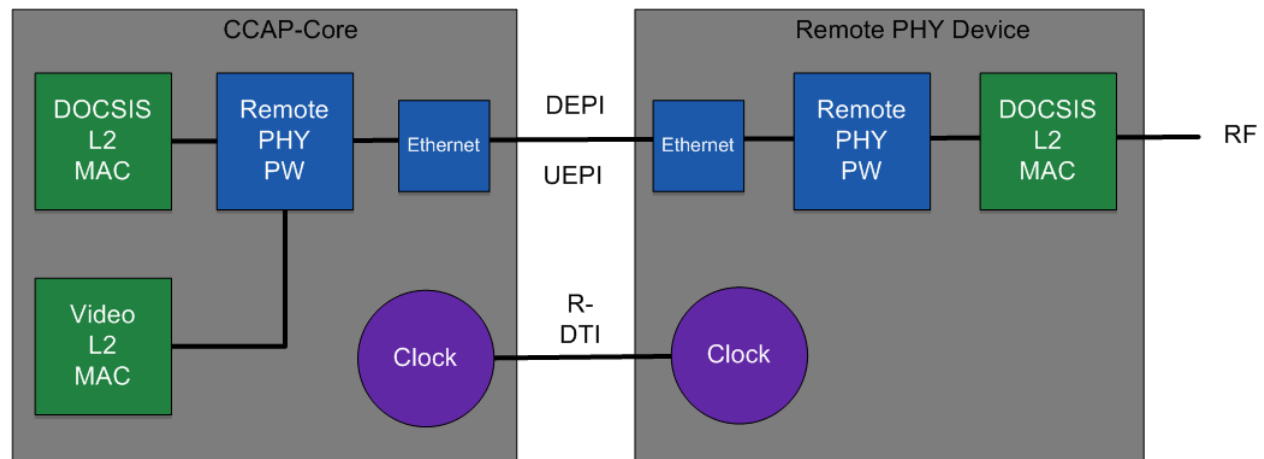 CCAP-Core
Remote PHY Device
DOCSIS
L2
MAC
Remote
PHY
PW
Ethernet
DEPI
UEPI
Ethernet
Remote
PHY
PW
DOCSIS
L2
MAC
RF
Video
L2
MAC
Clock
R-
DTI
Clock